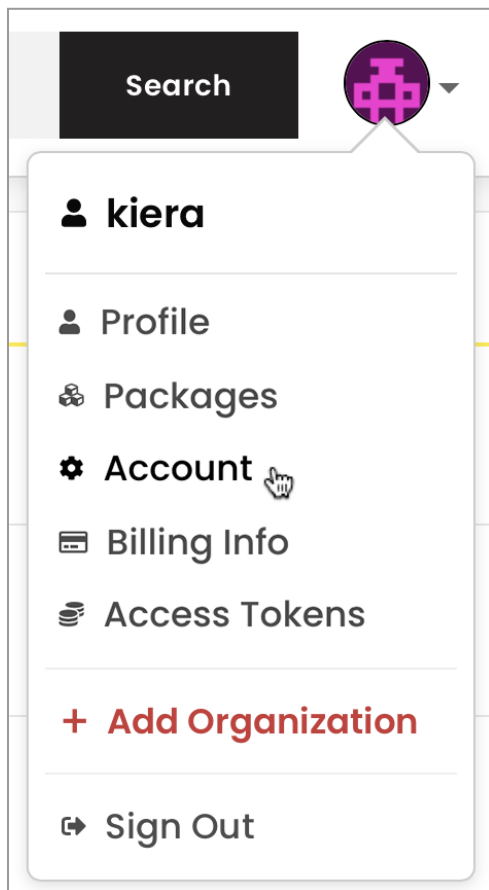 Search
kiera
Profile
Packages
Account
Billing Info
Access Tokens
+ Add Organization
Sign Out